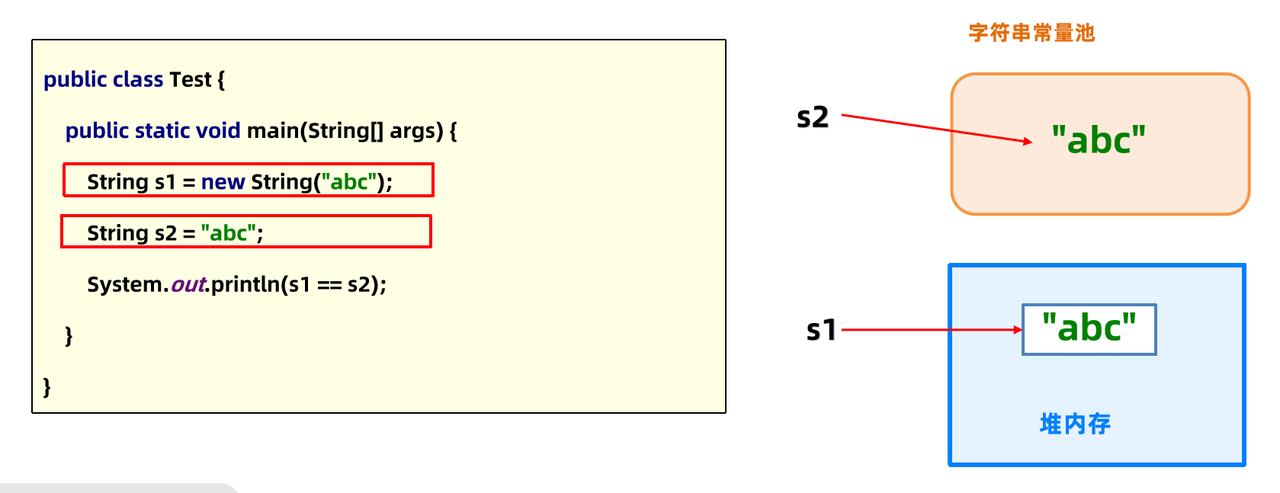 public class Test {
public static void main(String[] args) {
String s1 = new String("abc");
String s2 = "abc";
System.out.println(s1 == s2);
}
}
字符串常量池
s2
"abc"
s1
"abc"
堆内存